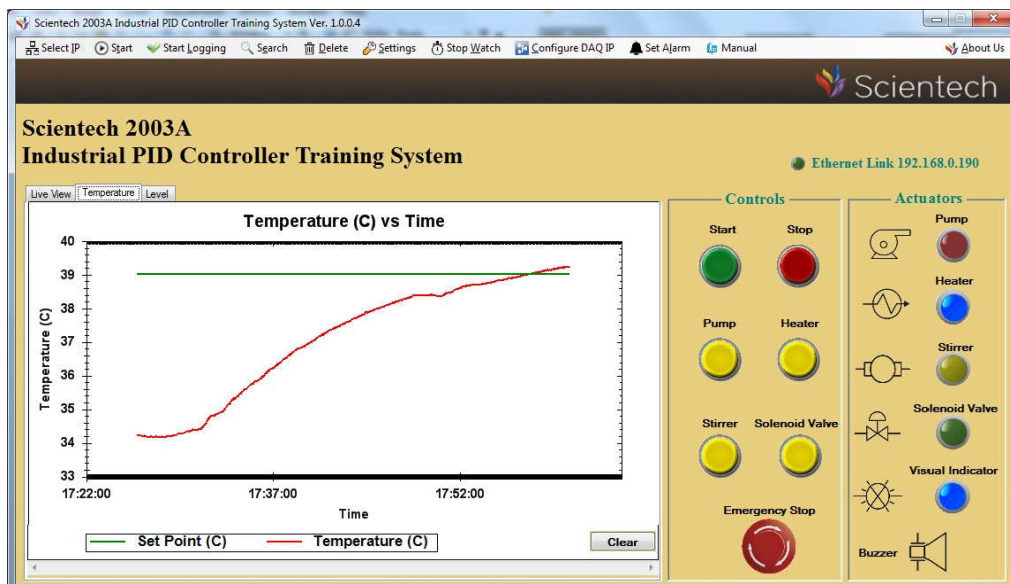 Scientech 2003A Industrial PID Controller Training System Ver. 1.0.0.4
Select IP Start Start Logging Search Delete Settings Stop Watch Configure DAQ IP Set Alarm Manual About Us
Scientech
Scientech 2003A
Industrial PID Controller Training System
Ethernet Link 192.168.0.190
Live View Temperature Level
Temperature (C) vs Time
40
39
38
37
36
35
34
33
Temperature (C)
17:22:00 17:37:00 17:52:00
Time
Set Point (C) Temperature (C)
Clear
Controls
Start Stop
Pump Heater
Stirrer Solenoid Valve
Emergency Stop
Actuators
Pump
Heater
Stirrer
Solenoid Valve
Visual Indicator
Buzzer